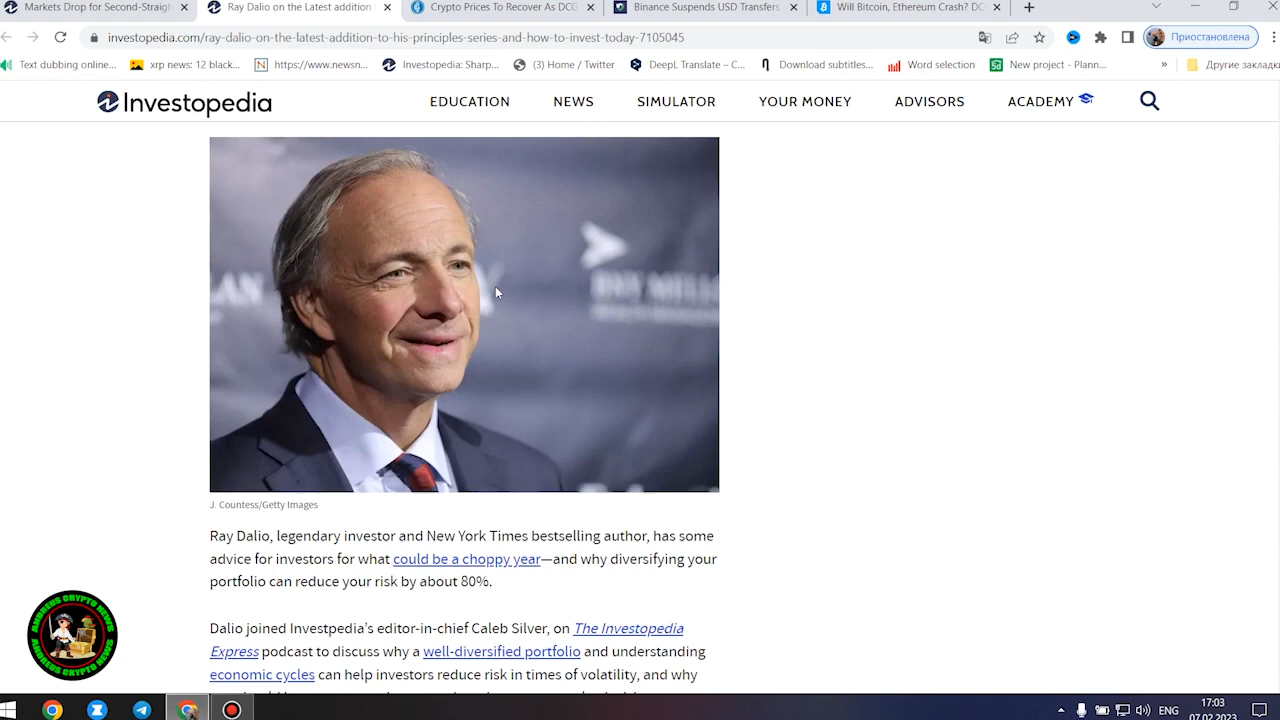 Markets Drop for Second-Straigh
Ray Dalio on the Latest addition
Crypto Prices To Recover As DCG
Binance Suspends USD Transfers
Will Bitcoin, Ethereum Crash? DC
investopedia.com/ray-dalio-on-the-latest-addition-to-his-principles-series-and-how-to-invest-today-7105045
Приостановлена
Text dubbing online...
xrp news: 12 black...
https://www.newsn...
Investopedia: Sharp...
(3) Home / Twitter
DeepL Translate – C...
Download subtitles...
Word selection
New project - Plann...
»
Другие закладки
Investopedia
EDUCATION
NEWS
SIMULATOR
YOUR MONEY
ADVISORS
ACADEMY
J. Countess/Getty Images
Ray Dalio, legendary investor and New York Times bestselling author, has some
advice for investors for what could be a choppy year—and why diversifying your
portfolio can reduce your risk by about 80%.
Dalio joined Investpedia’s editor-in-chief Caleb Silver, on The Investopedia
Express podcast to discuss why a well-diversified portfolio and understanding
economic cycles can help investors reduce risk in times of volatility, and why
ANDREUS CRYPTO NEWS
ANDREUS CRYPTO NEWS
ENG
17:03
07.02.2023